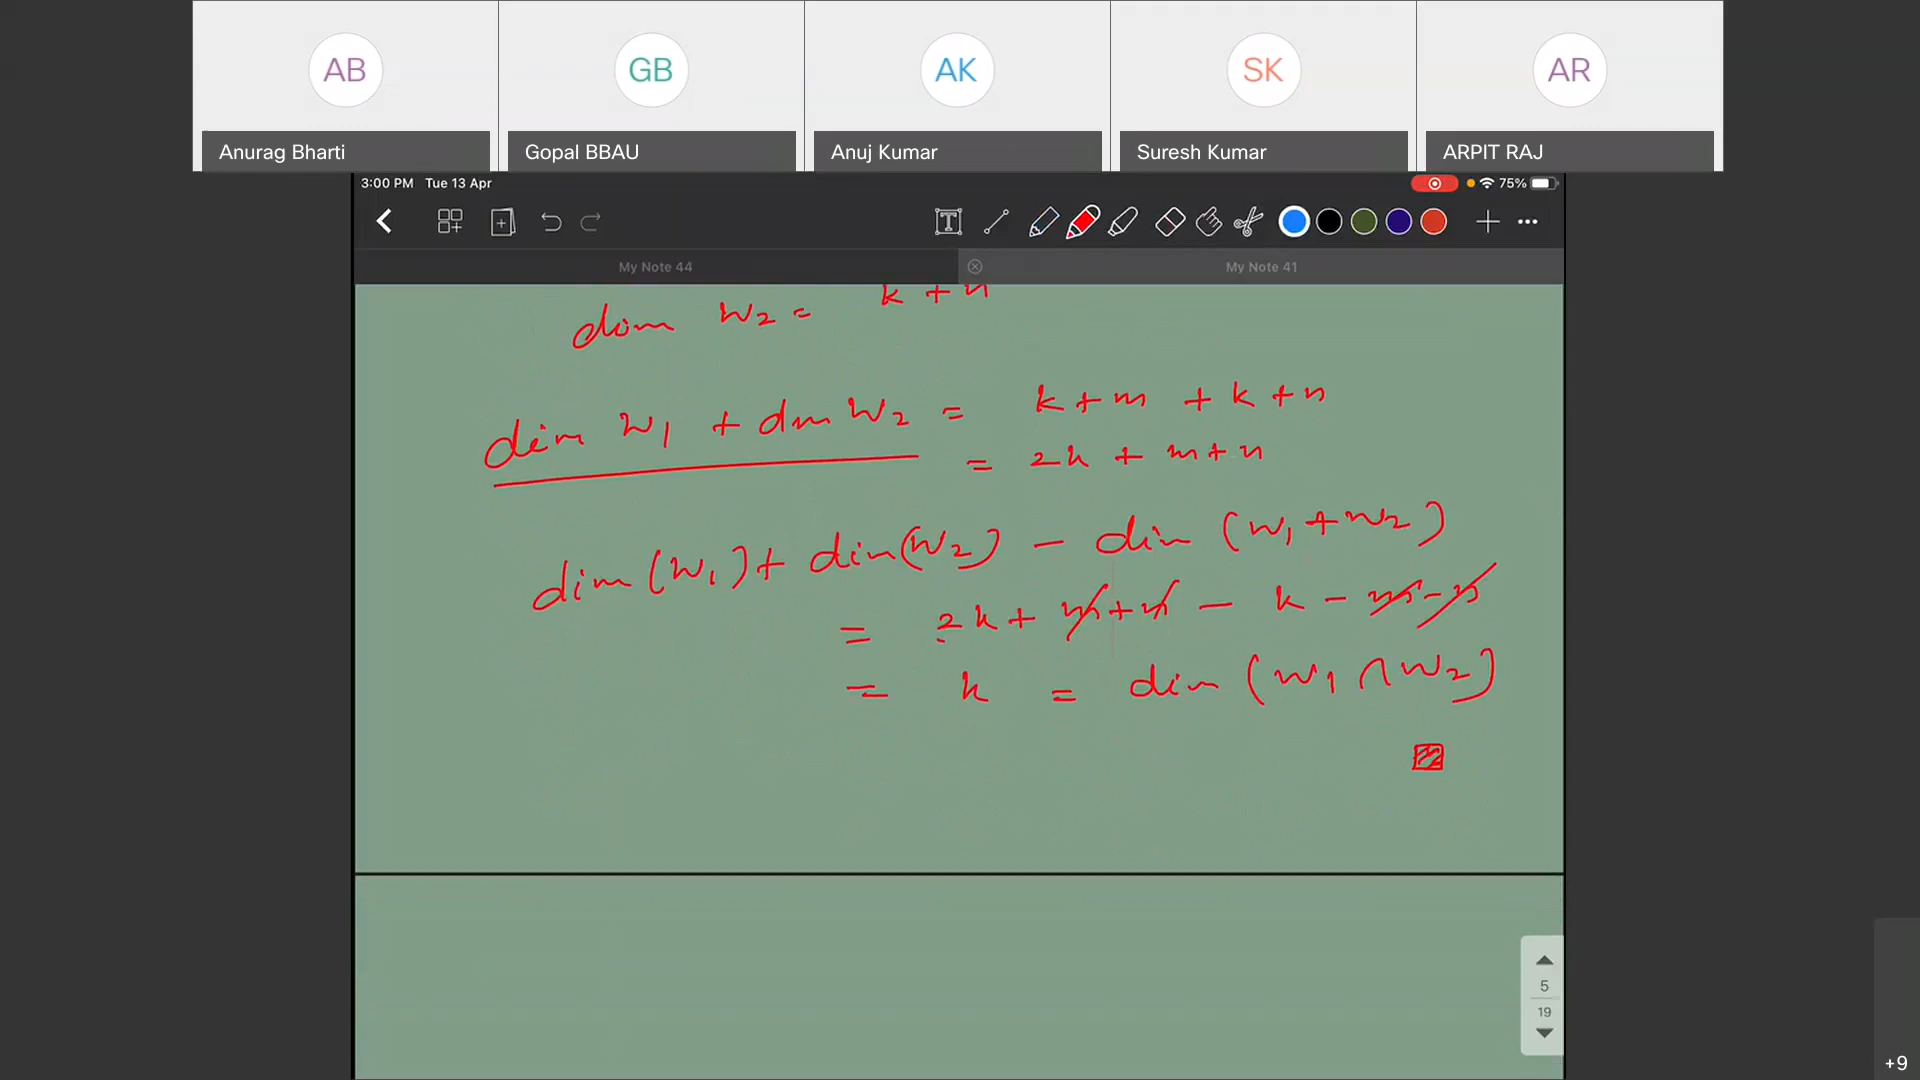 AB GB AK SK AR
Anurag Bharti Gopal BBAU Anuj Kumar Suresh Kumar ARPIT RAJ
3:00 PM Tue 13 Apr 75%
T
My Note 44 My Note 41
dim W2 = k + n
dim W1 + dim W2 = k + m + k + n
= 2k + m + n
dim (W1) + dim (W2) - dim (W1 + W2)
= 2k + m + n - k - m - n
= k = dim (W1 ∩ W2)
5
19
+9